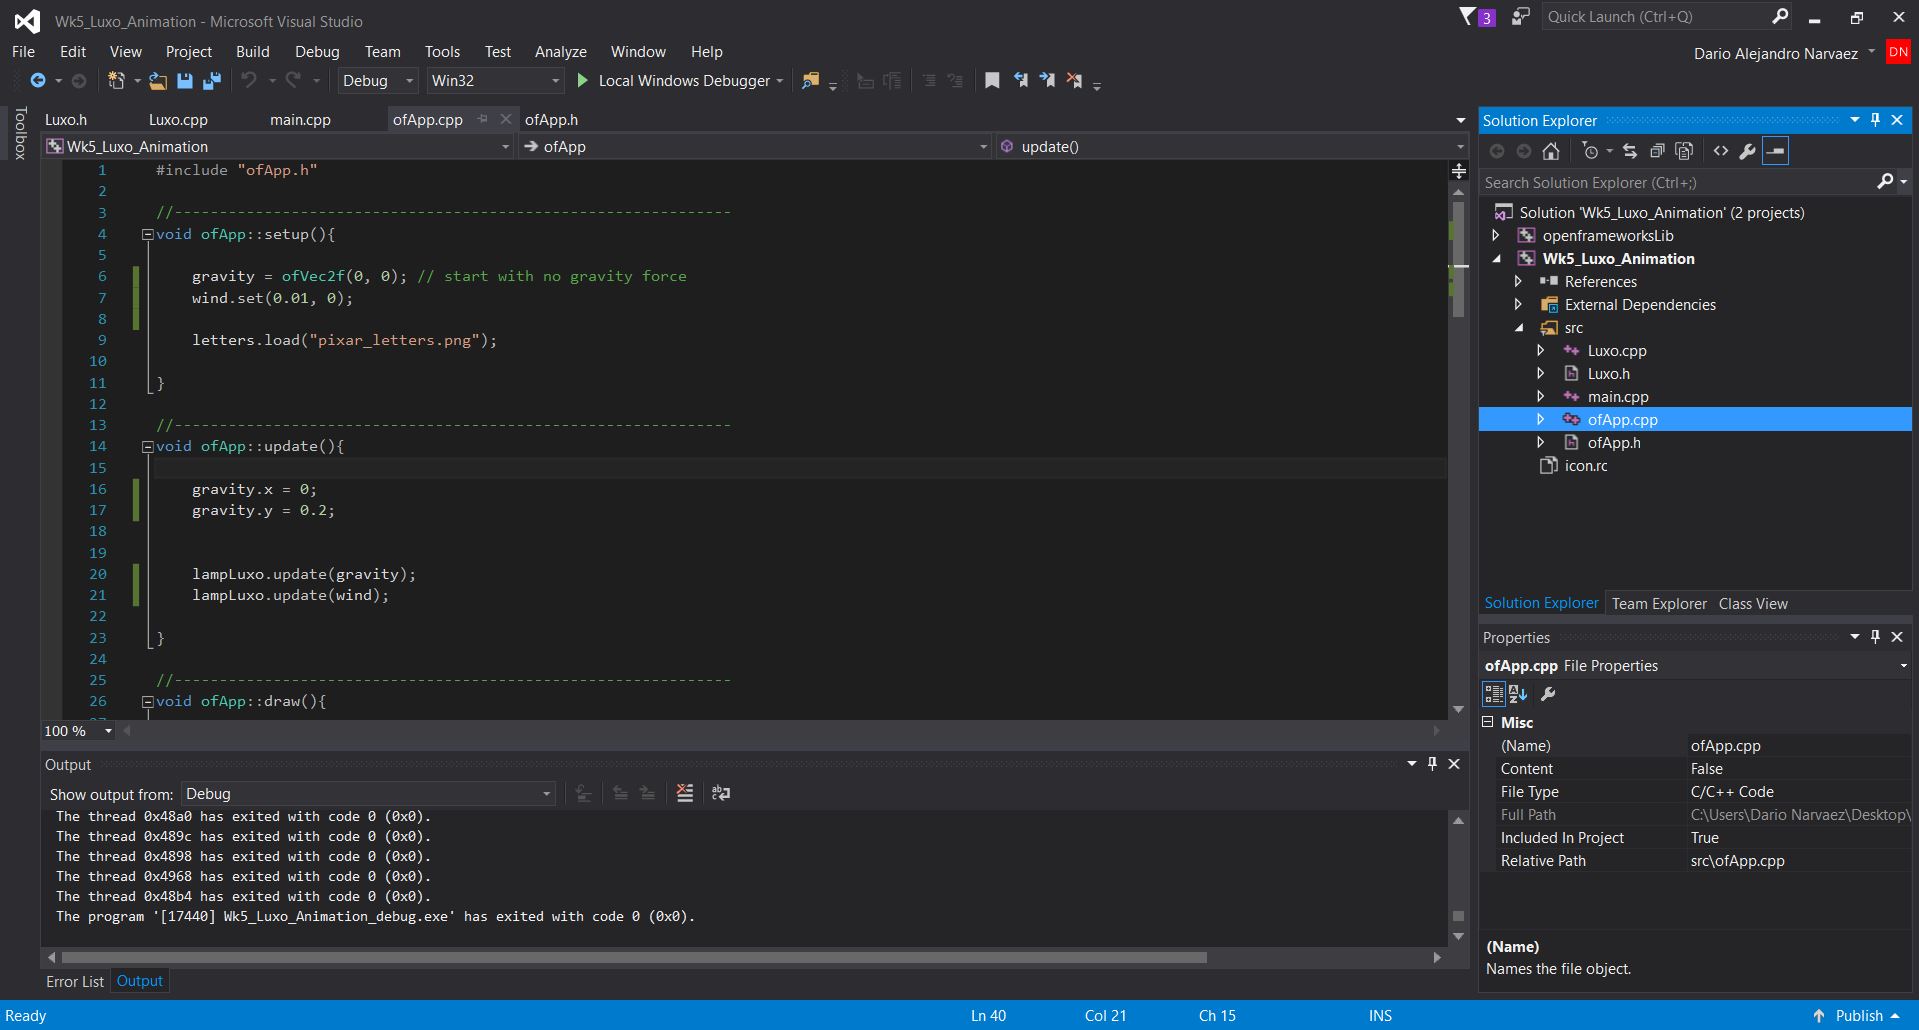 Wk5_Luxo_Animation - Microsoft Visual Studio
3
Quick Launch (Ctrl+Q)
File Edit View Project Build Debug Team Tools Test Analyze Window Help
Dario Alejandro Narvaez DN
Debug Win32 Local Windows Debugger
Toolbox
Luxo.h Luxo.cpp main.cpp ofApp.cpp ofApp.h
Wk5_Luxo_Animation ofApp update()
1 #include "ofApp.h"
2
3 //--------------------------------------------------------------
4 void ofApp::setup(){
5
6 gravity = ofVec2f(0, 0); // start with no gravity force
7 wind.set(0.01, 0);
8
9 letters.load("pixar_letters.png");
10
11 }
12
13 //--------------------------------------------------------------
14 void ofApp::update(){
15
16 gravity.x = 0;
17 gravity.y = 0.2;
18
19
20 lampLuxo.update(gravity);
21 lampLuxo.update(wind);
22
23 }
24
25 //--------------------------------------------------------------
26 void ofApp::draw(){
100 %
Output
Show output from: Debug
The thread 0x48a0 has exited with code 0 (0x0).
The thread 0x489c has exited with code 0 (0x0).
The thread 0x4898 has exited with code 0 (0x0).
The thread 0x4968 has exited with code 0 (0x0).
The thread 0x48b4 has exited with code 0 (0x0).
The program '[17440] Wk5_Luxo_Animation_debug.exe' has exited with code 0 (0x0).
Error List Output
Solution Explorer
Search Solution Explorer (Ctrl+;)
Solution 'Wk5_Luxo_Animation' (2 projects)
openframeworksLib
Wk5_Luxo_Animation
References
External Dependencies
src
Luxo.cpp
Luxo.h
main.cpp
ofApp.cpp
ofApp.h
icon.rc
Solution Explorer Team Explorer Class View
Properties
ofApp.cpp File Properties
Misc
(Name) ofApp.cpp
Content False
File Type C/C++ Code
Full Path C:\Users\Dario Narvaez\Desktop\
Included In Project True
Relative Path src\ofApp.cpp
(Name)
Names the file object.
Ready Ln 40 Col 21 Ch 15 INS Publish